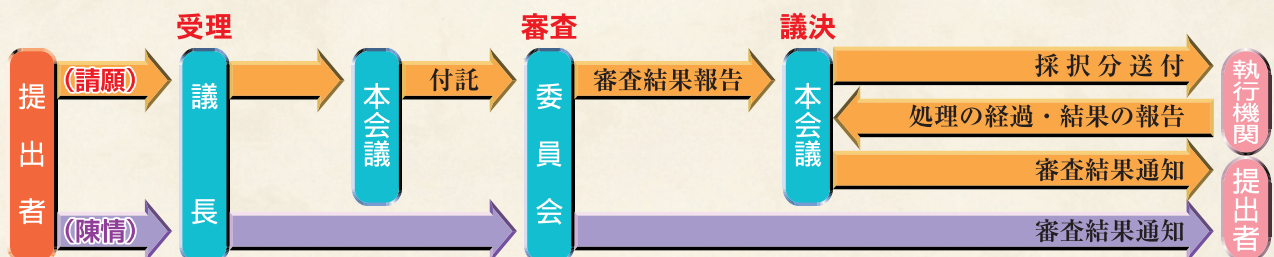 受理
審査
議決
提出者
(請願)
(陳情)
議長
本会議
付託
委員会
審査結果報告
本会議
採択分送付
処理の経過・結果の報告
審査結果通知
審査結果通知
執行機関
提出者